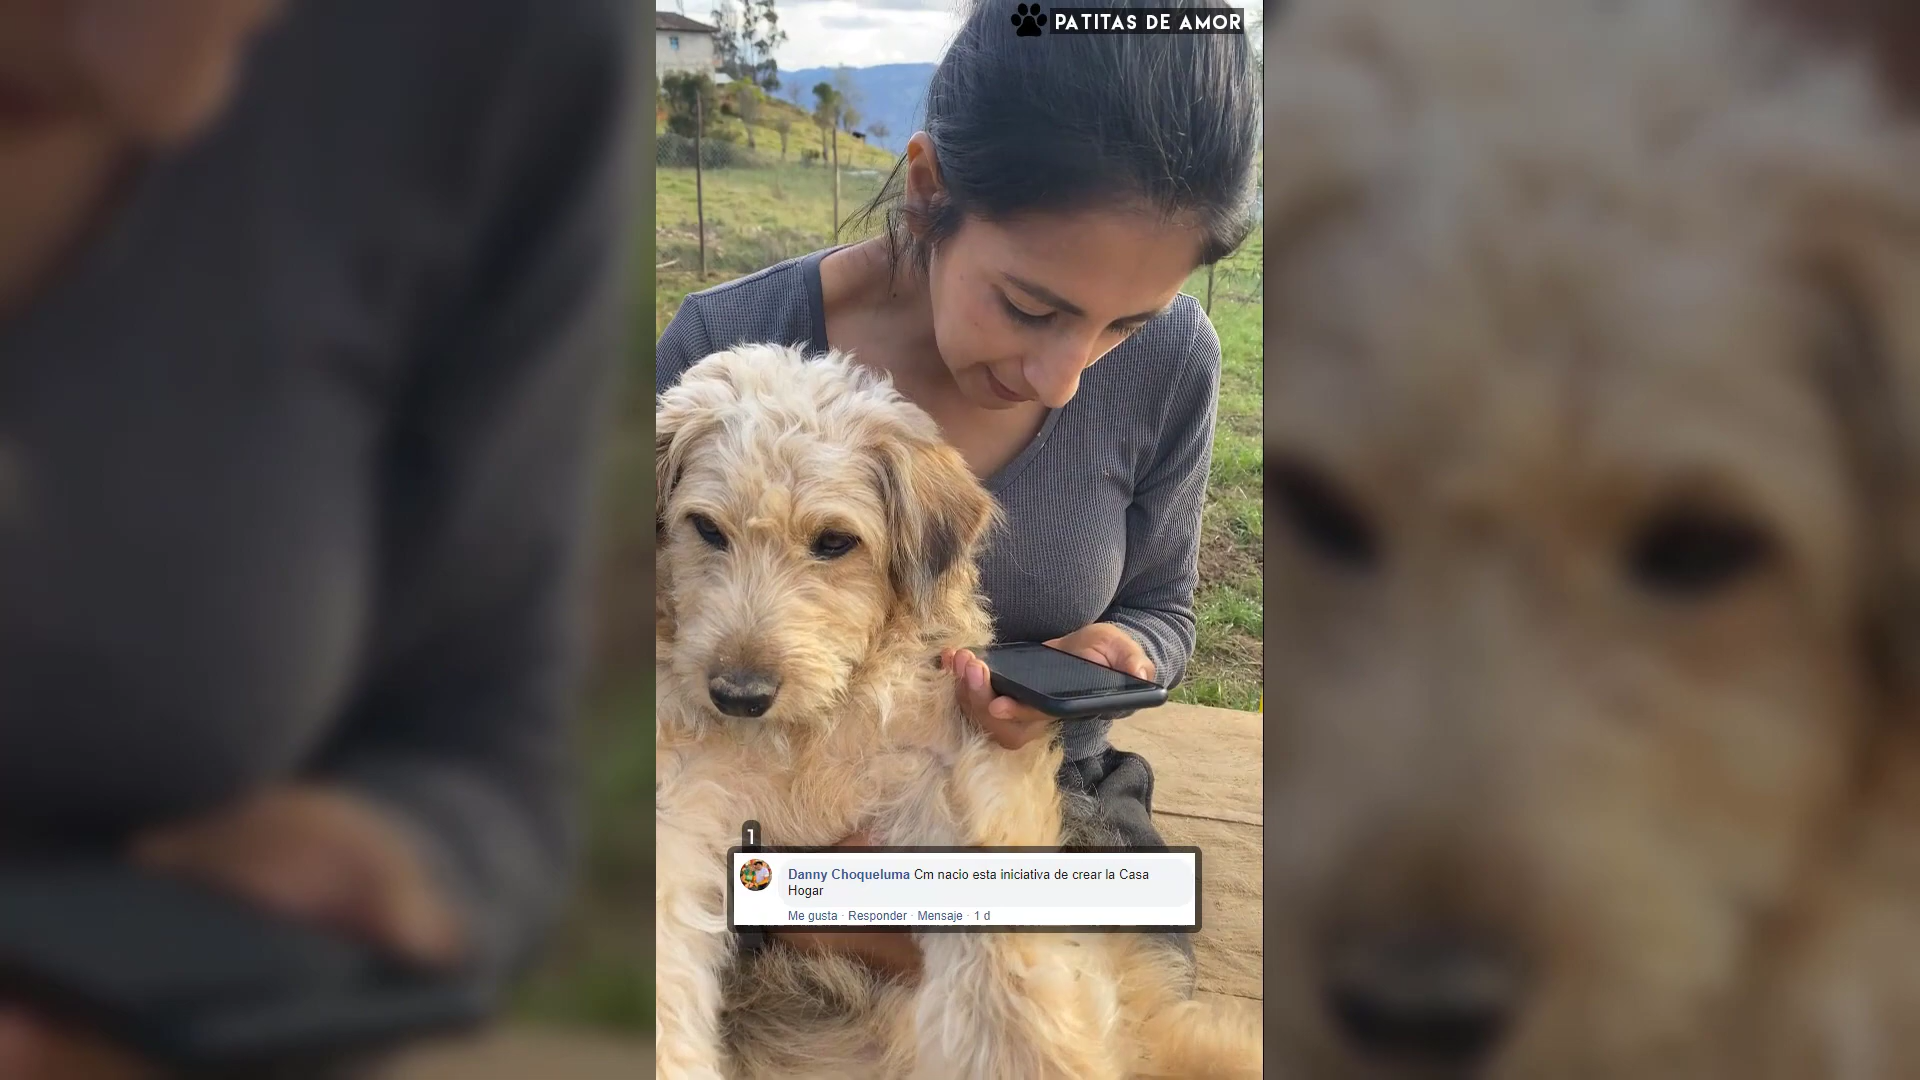 PATITAS DE AMOR
1
Danny Choqueluma Cm nacio esta iniciativa de crear la Casa
Hogar
Me gusta · Responder · Mensaje · 1 d